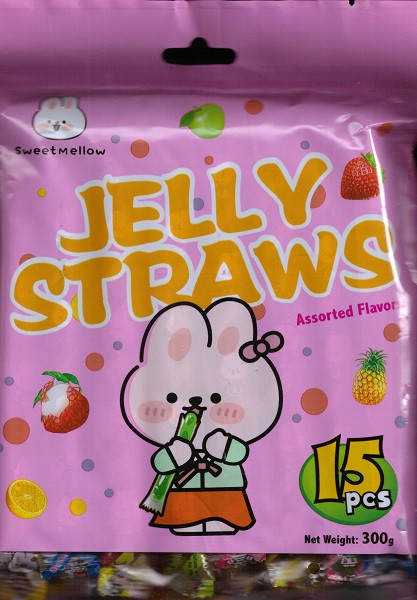 SweetMellow
JELLY
STRAWS
Assorted Flavors
15
pcs
Net Weight: 300g